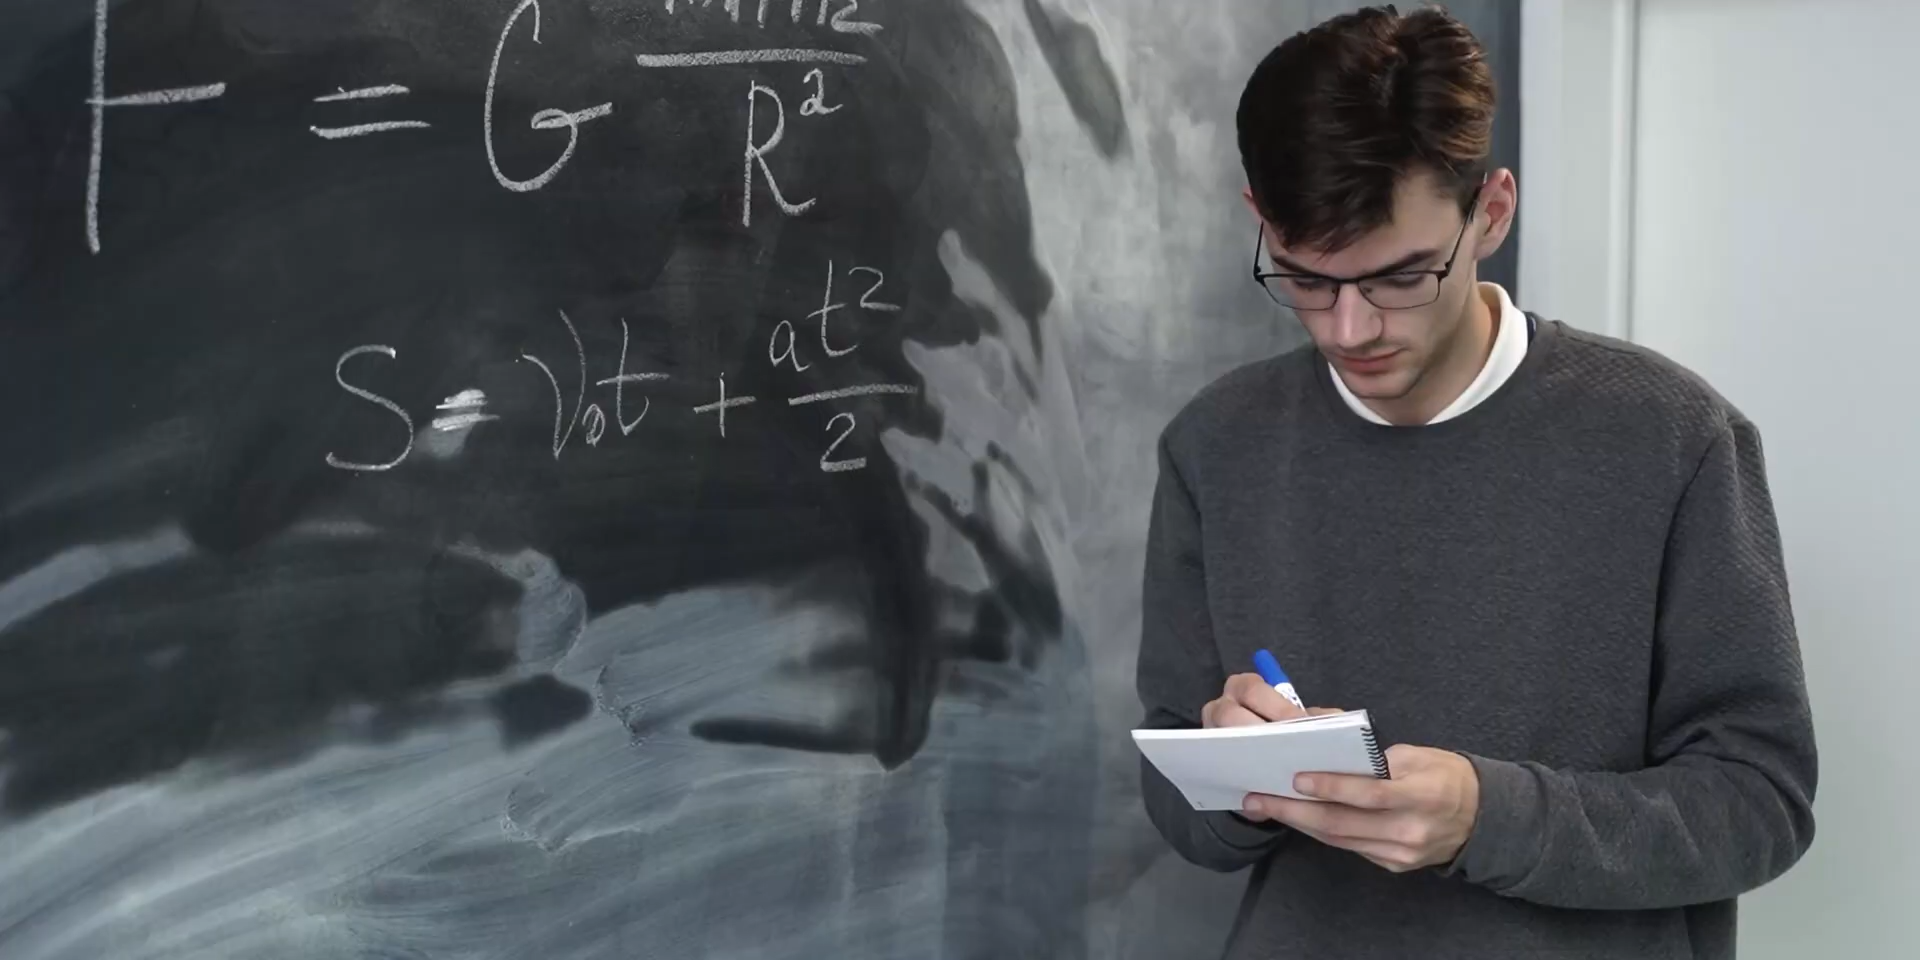 F = G m₁m₂/R²
S = V₀t + at²/2